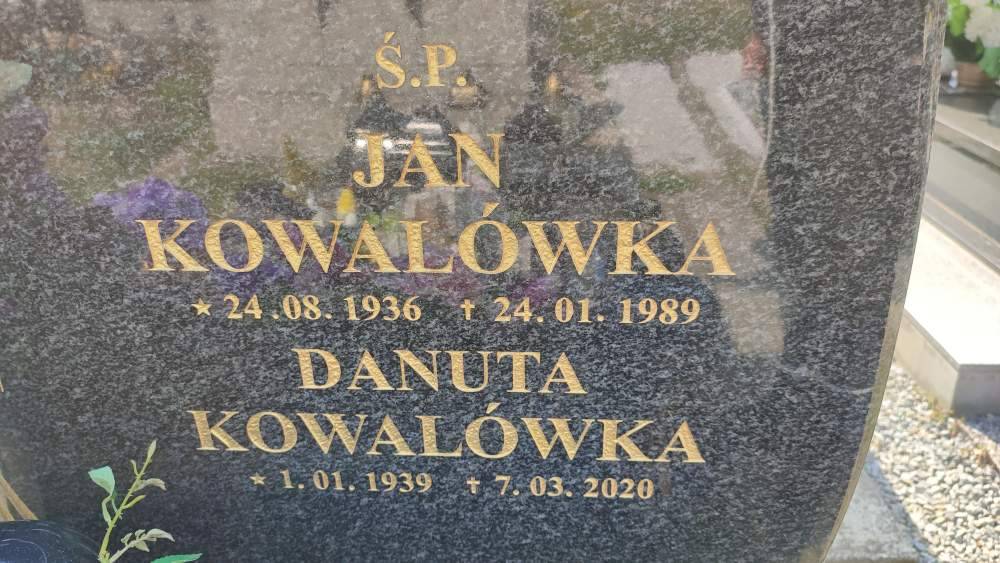 Ś.P.
JAN
KOWALÓWKA
★ 24.08.1936 ✝ 24.01.1989
DANUTA
KOWALÓWKA
★ 1.01.1939 ✝ 7.03.2020